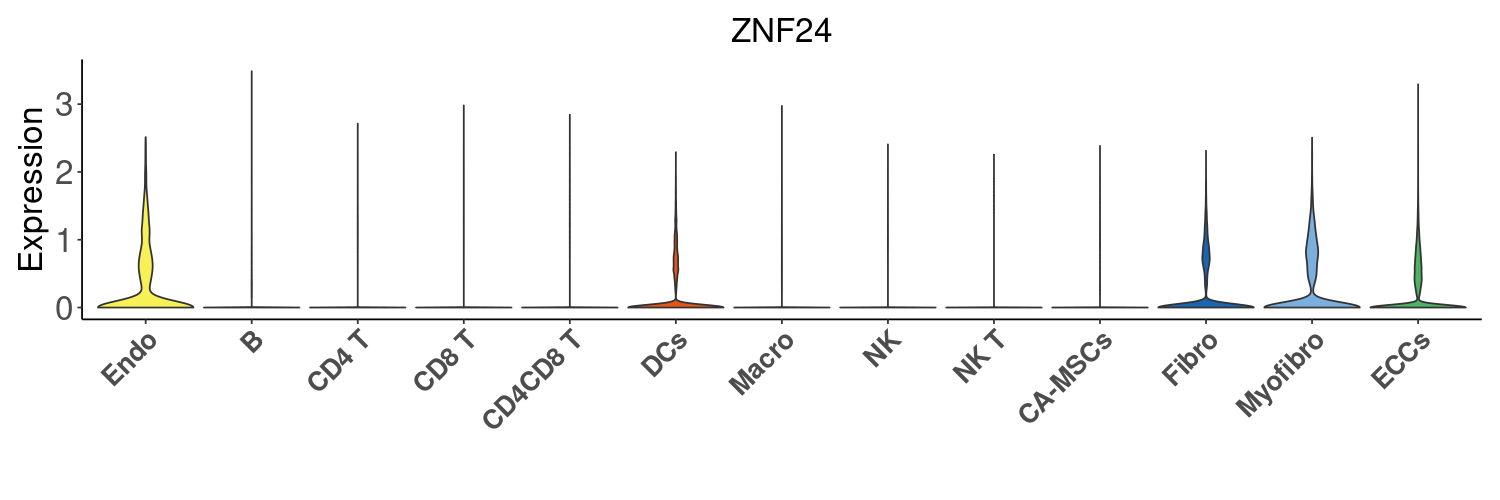 ZNF24
Expression
3
2
1
0
Endo
B
CD4 T
CD8 T
CD4CD8 T
DCs
Macro
NK
NK T
CA-MSCs
Fibro
Myofibro
ECCs